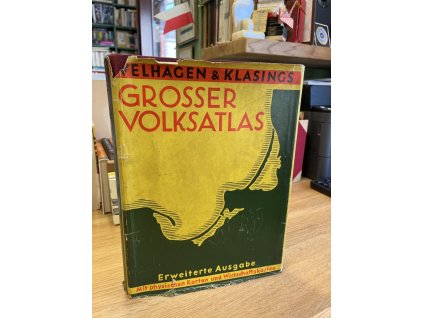 VELHAGEN & KLASINGS
GROSSER
VOLKSATLAS
Erweiterte Ausgabe
Mit physischen Karten und Wirtschaftskarten